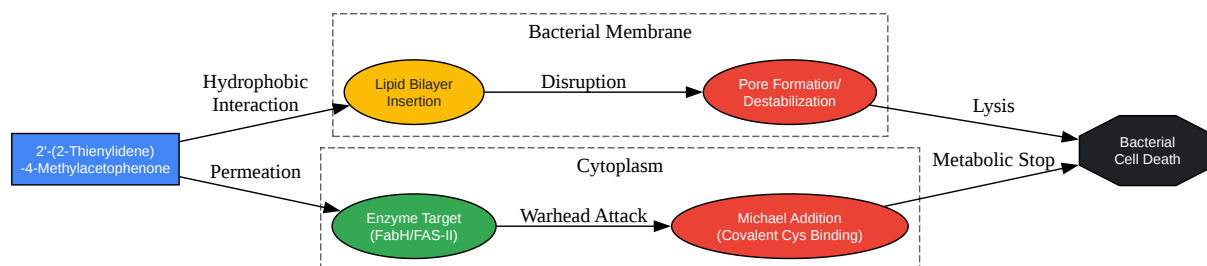 Bacterial Membrane
Hydrophobic
Interaction
Lipid Bilayer
Insertion
Disruption
Pore Formation/
Destabilization
Lysis
2'-(2-Thienylidene)
-4-Methylacetophenone
Bacterial
Cell Death
Permeation
Cytoplasm
Metabolic Stop
Enzyme Target
(FabH/FAS-II)
Warhead Attack
Michael Addition
(Covalent Cys Binding)